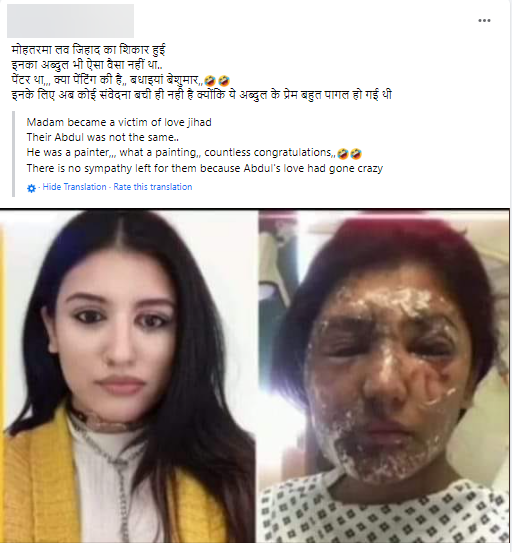 मोहतरमा लव जिहाद का शिकार हुई
इनका अब्दुल भी ऐसा वैसा नहीं था..
पेंटर था,,, क्या पेंटिंग की है,, बधाइयां बेशुमार,,🤣🤣
इनके लिए अब कोई संवेदना बची ही नही है क्योंकि ये अब्दुल के प्रेम बहुत पागल हो गई थी
Madam became a victim of love jihad
Their Abdul was not the same..
He was a painter,,, what a painting,, countless congratulations,,🤣🤣
There is no sympathy left for them because Abdul's love had gone crazy
· Hide Translation · Rate this translation